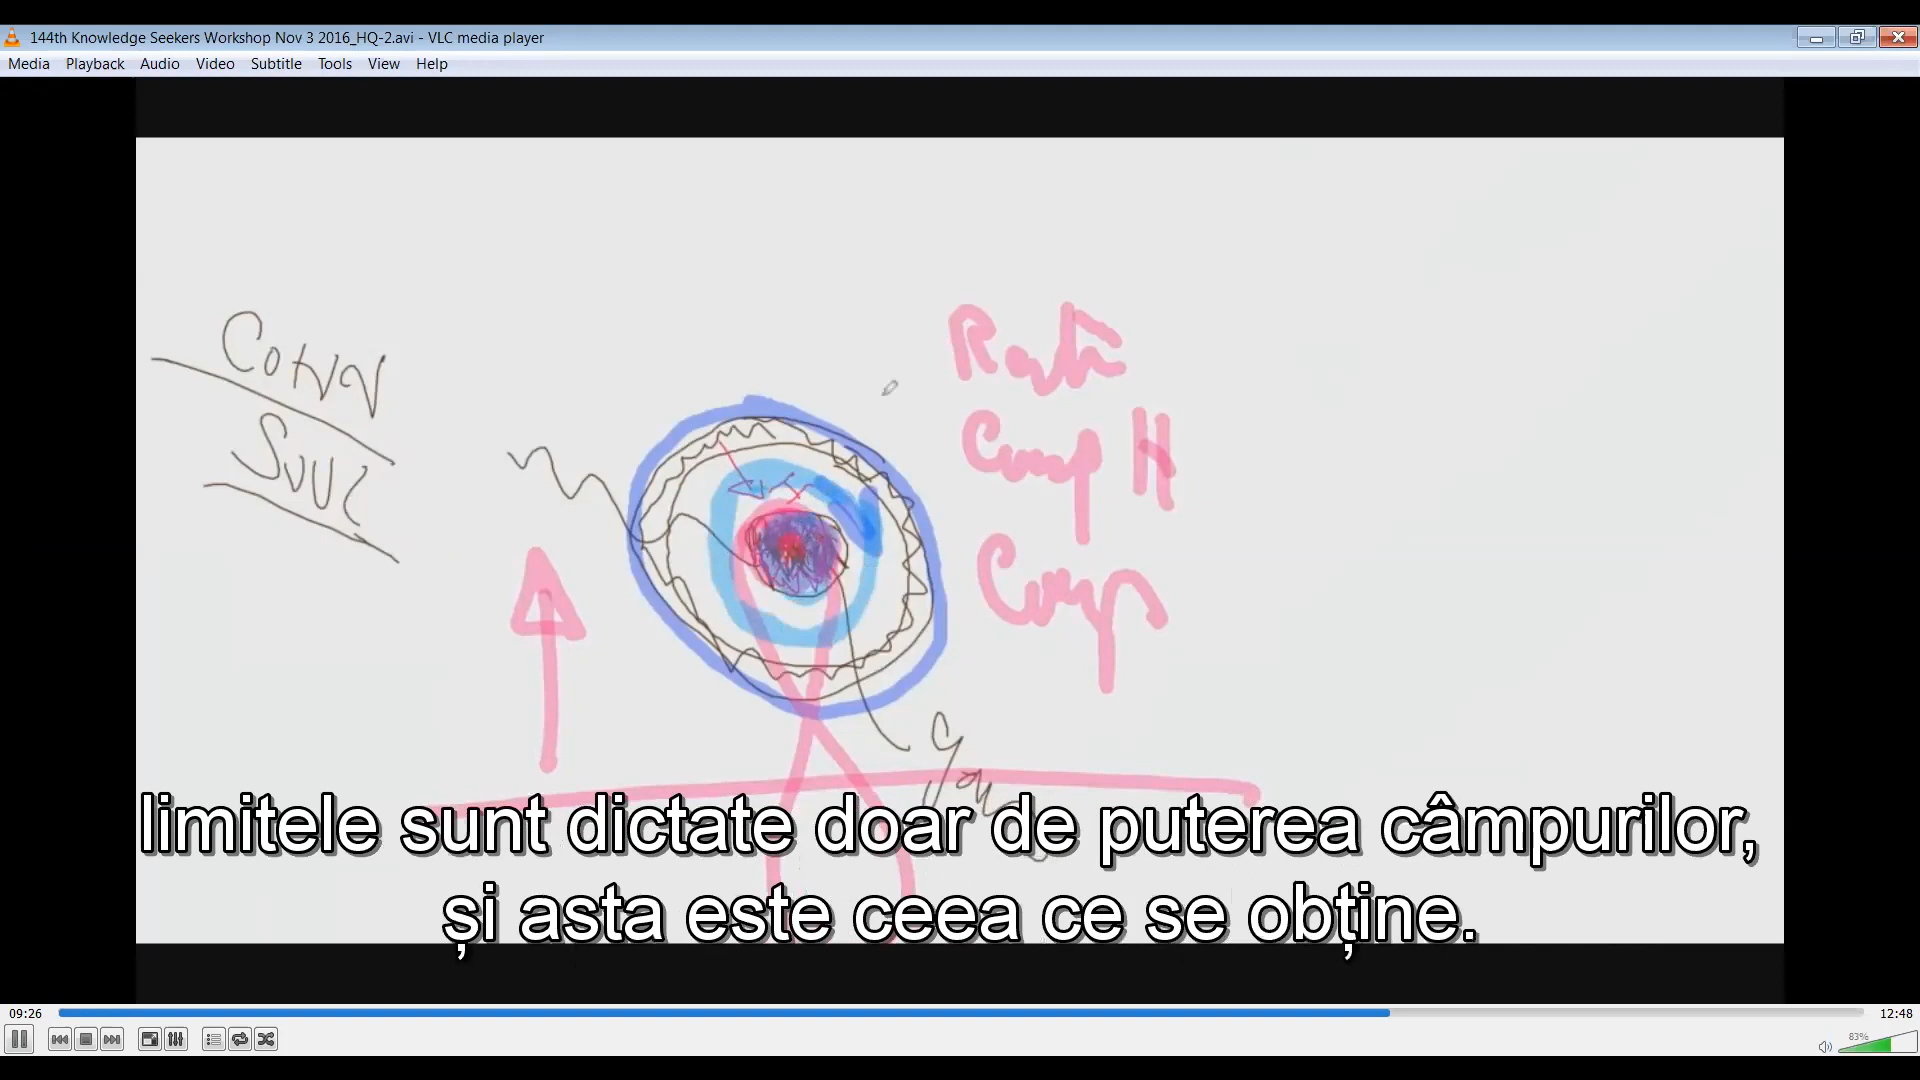 144th Knowledge Seekers Workshop Nov 3 2016_HQ-2.avi - VLC media player
Media Playback Audio Video Subtitle Tools View Help
Comp H
limitele sunt dictate doar de puterea câmpurilor,
și asta este ceea ce se obține.
09:26
12:48
83%